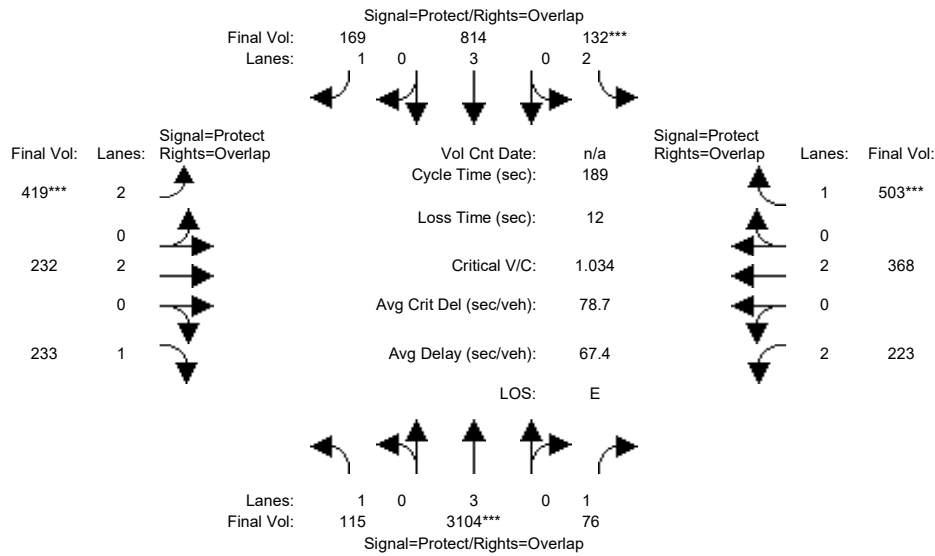 Signal=Protect/Rights=Overlap
Final Vol: 169 814 132***
Lanes: 1 0 3 0 2
Signal=Protect Signal=Protect
Final Vol: Lanes: Rights=Overlap Vol Cnt Date: n/a Rights=Overlap Lanes: Final Vol:
Cycle Time (sec): 189
419*** 2 1 503***
Loss Time (sec): 12
0 0
232 2 Critical V/C: 1.034 2 368
0 Avg Crit Del (sec/veh): 78.7 0
233 1 Avg Delay (sec/veh): 67.4 2 223
LOS: E
Lanes: 1 0 3 0 1
Final Vol: 115 3104*** 76
Signal=Protect/Rights=Overlap